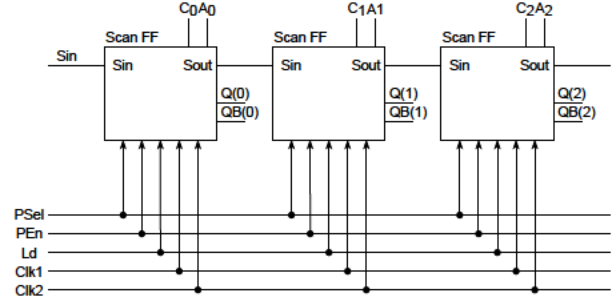 C0A0 C1A1 C2A2
Scan FF Scan FF Scan FF
Sin Sin Sout Sin Sout Sin Sout
Q(0) Q(1) Q(2)
QB(0) QB(1) QB(2)
PSel
PEn
Ld
Clk1
Clk2